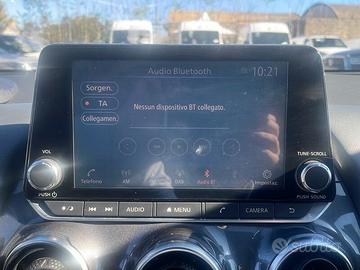 Audio Bluetooth
10:21
Sorgen.
TA
Nessun dispositivo BT collegato.
Collegamen.
Telefono
AM
DAB
Audio BT
Impostaz.
VOL
PUSH
TUNE-SCROLL
PUSH SOUND
AUDIO
MENU
CAMERA
subito